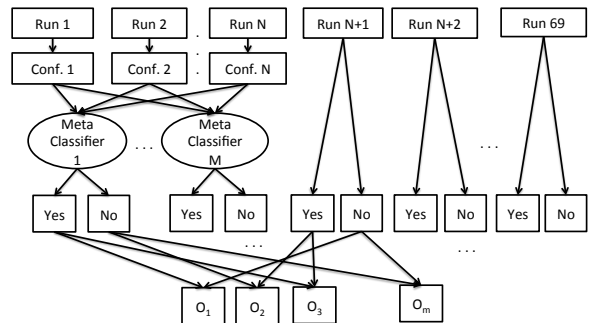 Run 1
Run 2
.
Run N
Run N+1
Run N+2
Run 69
.
Conf. 1
Conf. 2
.
Conf. N
Meta
Classifier
1
. . .
Meta
Classifier
M
. . .
Yes
No
Yes
No
Yes
No
Yes
No
Yes
No
. . .
. . .
O1
O2
O3
Om